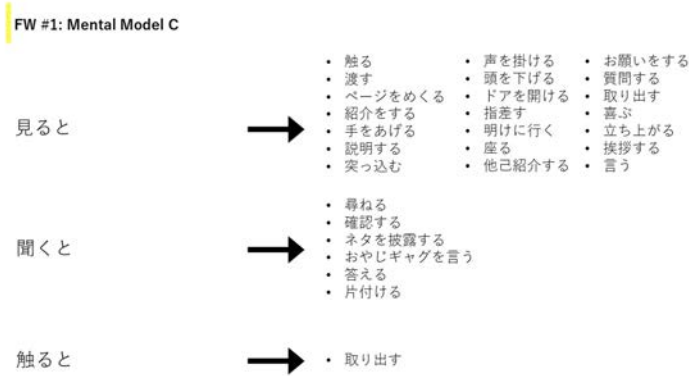 FW #1: Mental Model C
見ると
• 触る
• 渡す
• ページをめくる
• 紹介をする
• 手をあげる
• 説明する
• 突っ込む
• 声を掛ける
• 頭を下げる
• ドアを開ける
• 指差す
• 明けに行く
• 座る
• 他己紹介する
• お願いをする
• 質問する
• 取り出す
• 喜ぶ
• 立ち上がる
• 挨拶する
• 言う
聞くと
• 尋ねる
• 確認する
• ネタを披露する
• おやじギャグを言う
• 答える
• 片付ける
触ると
• 取り出す